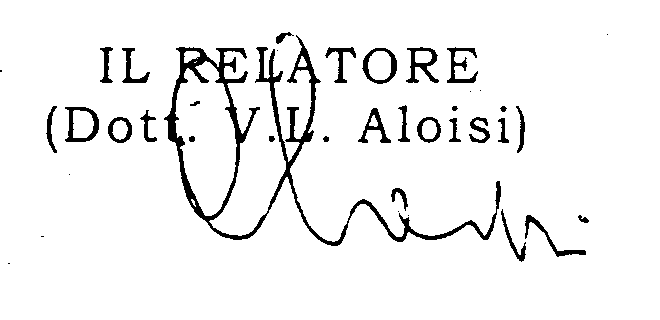 IL RELATORE
(Dott. V.L. Aloisi)